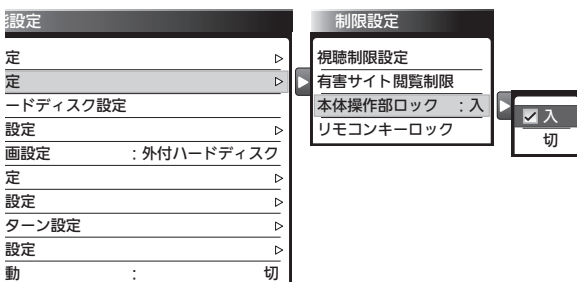 設定
定
定
ードディスク設定
設定
画設定 ：外付ハードディスク
定
設定
ターン設定
設定
動 ： 切
制限設定
視聴制限設定
有害サイト閲覧制限
本体操作部ロック ：入
リモコンキーロック
入
切